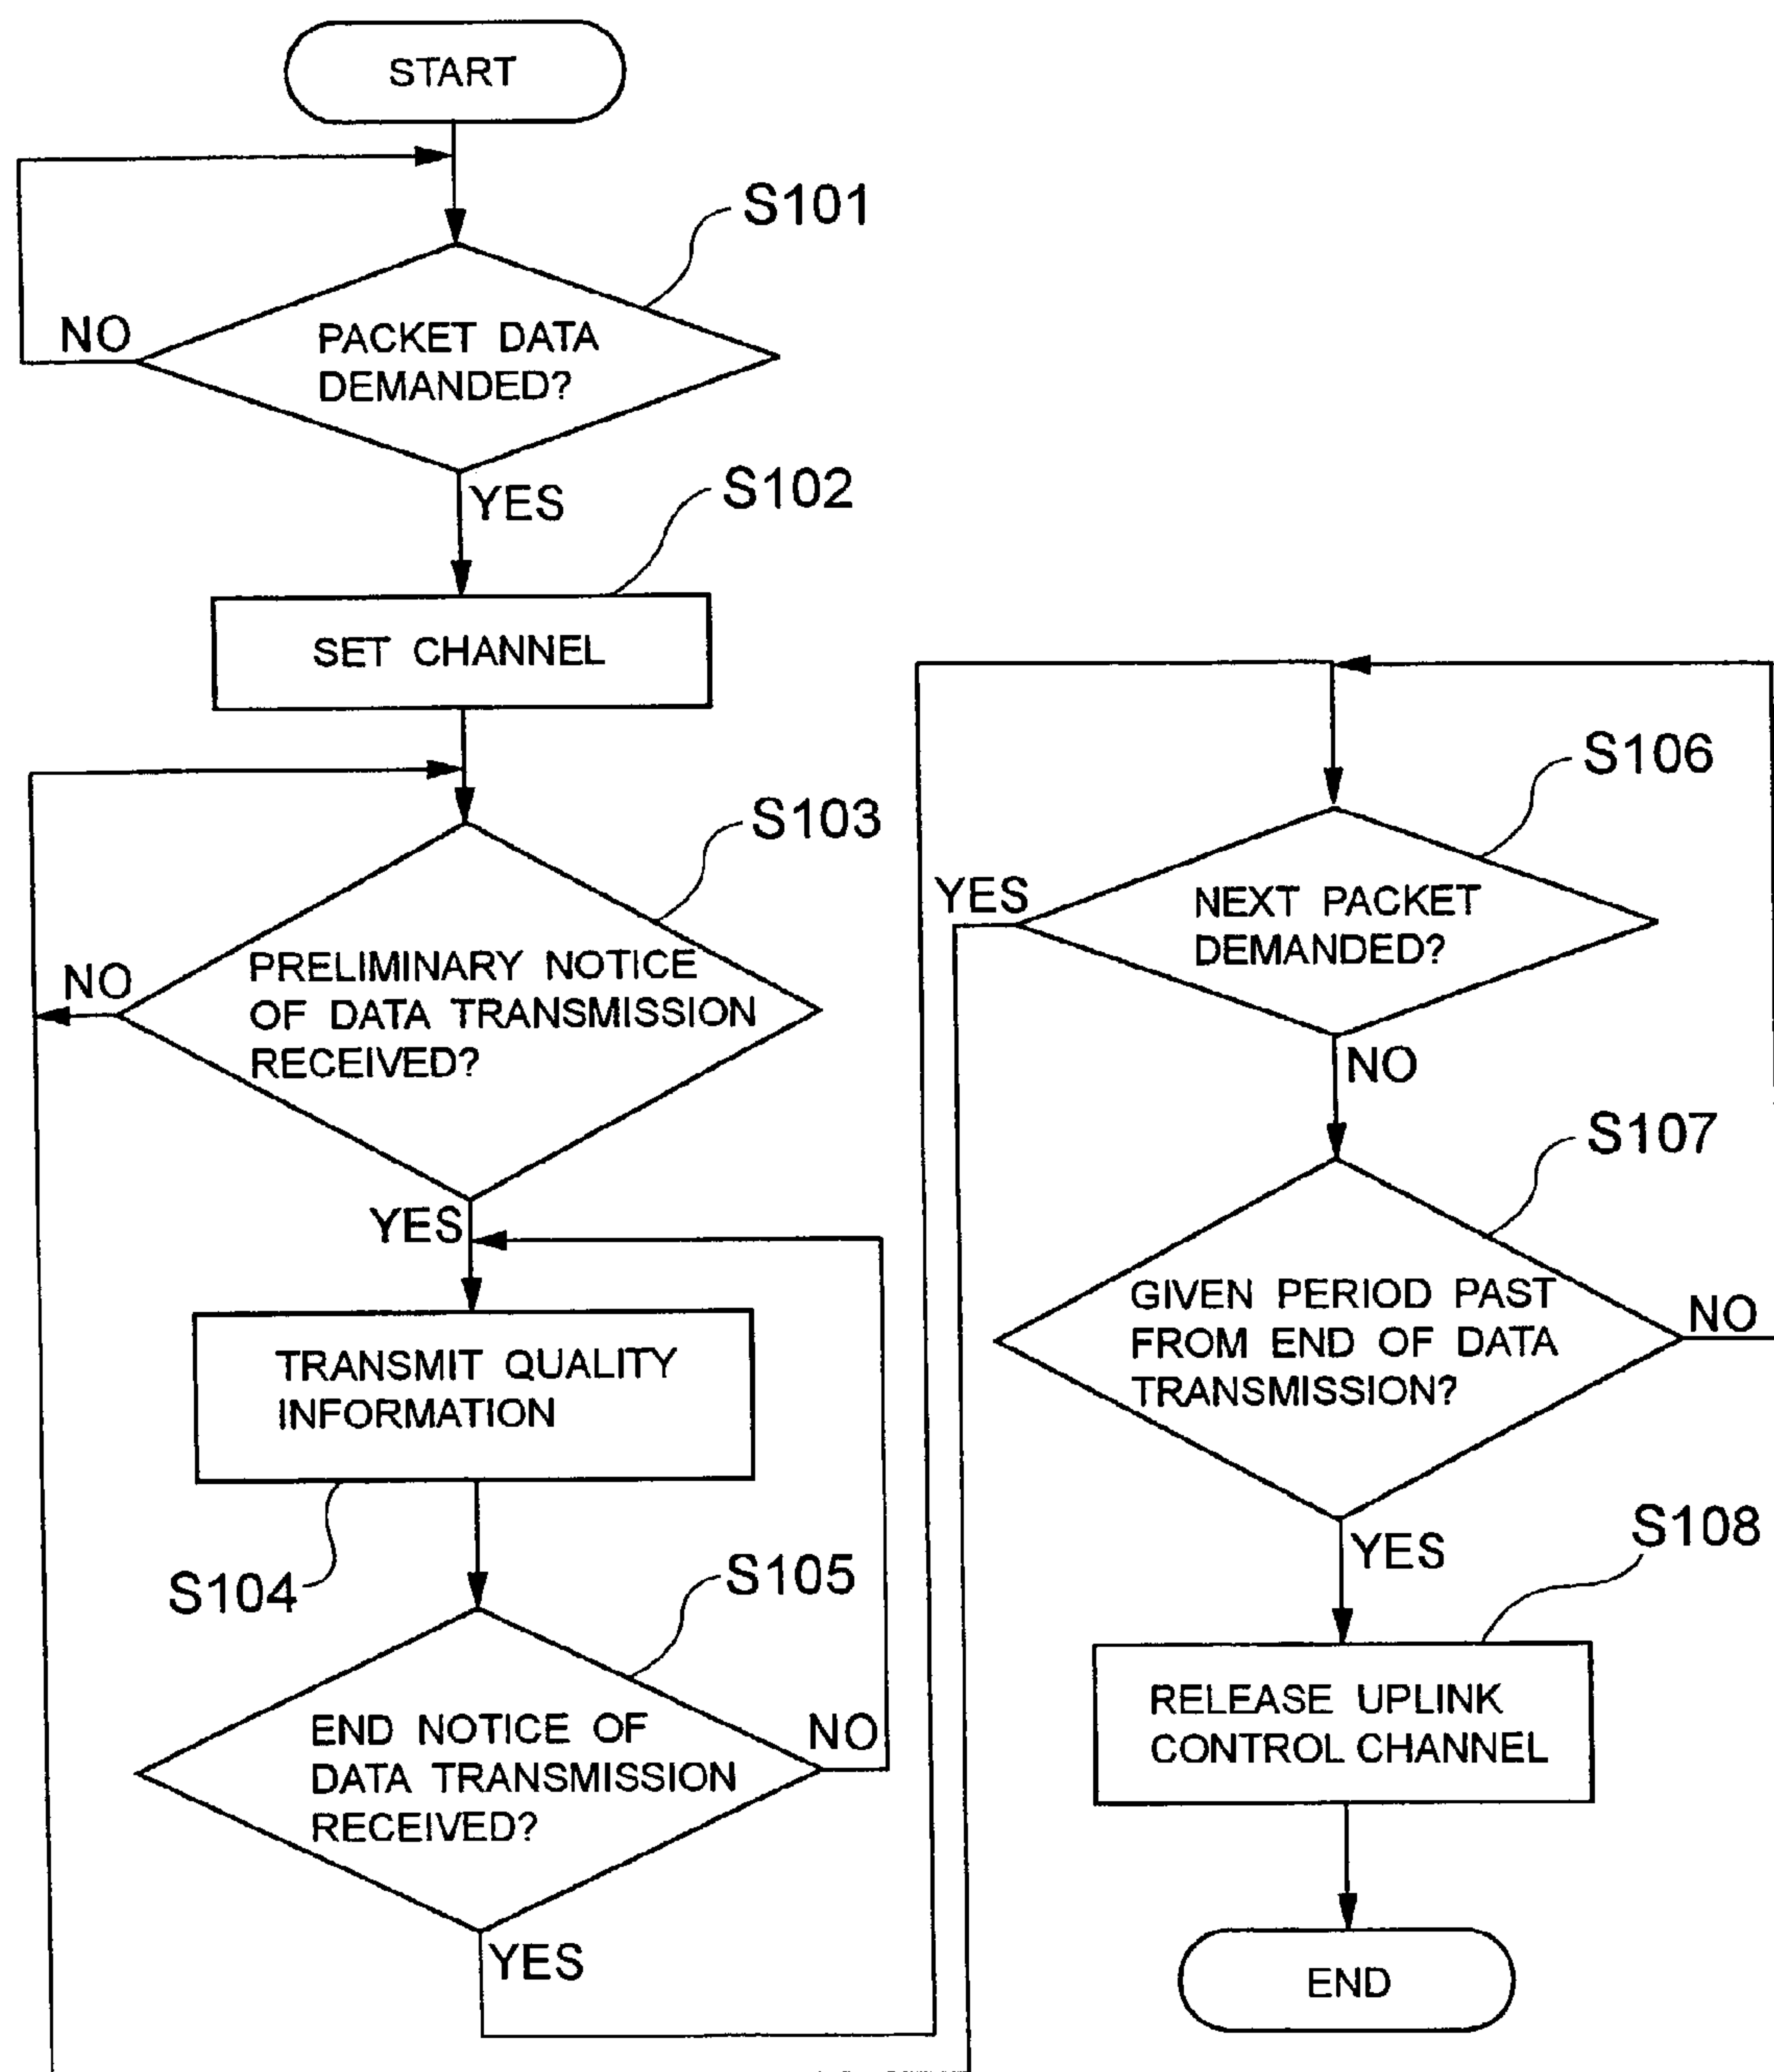 START
S101
NO
PACKET DATA
DEMANDED?
YES
S102
SET CHANNEL
S103
NO
PRELIMINARY NOTICE
OF DATA TRANSMISSION
RECEIVED?
YES
TRANSMIT QUALITY
INFORMATION
S104
S105
END NOTICE OF
DATA TRANSMISSION
RECEIVED?
NO
YES
S106
YES
NEXT PACKET
DEMANDED?
NO
S107
GIVEN PERIOD PAST
FROM END OF DATA
TRANSMISSION?
NO
YES
S108
RELEASE UPLINK
CONTROL CHANNEL
END